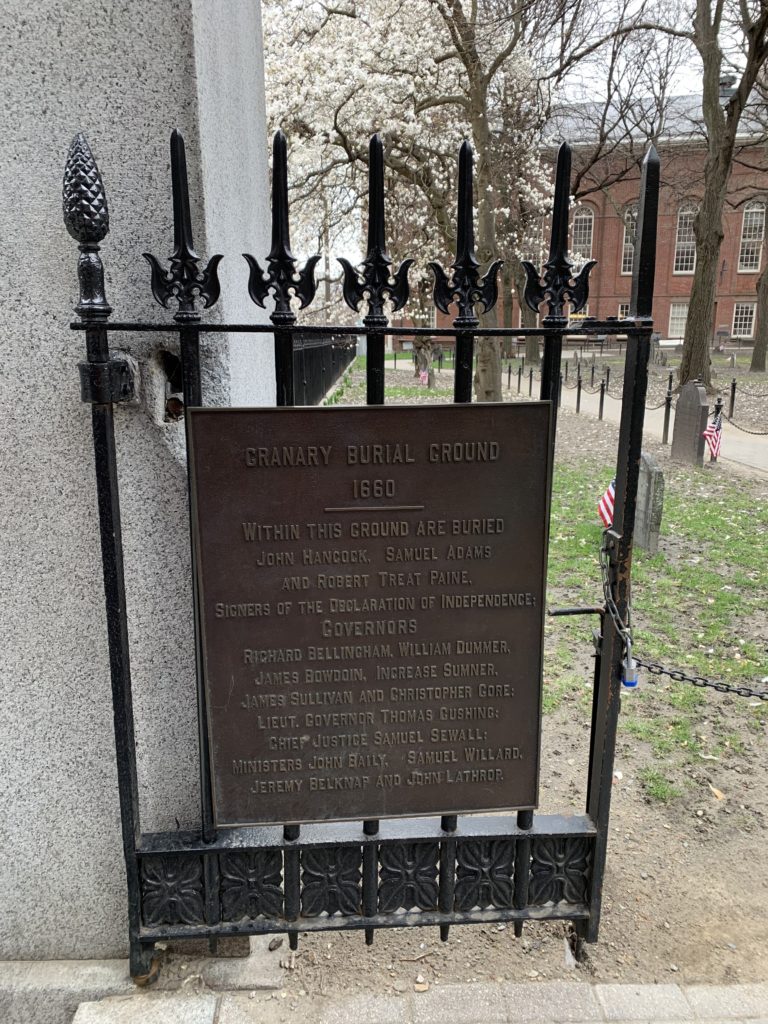 GRANARY BURIAL GROUND
1660
WITHIN THIS GROUND ARE BURIED
JOHN HANCOCK, SAMUEL ADAMS
AND ROBERT TREAT PAINE,
SIGNERS OF THE DECLARATION OF INDEPENDENCE;
GOVERNORS
RICHARD BELLINGHAM, WILLIAM DUMMER,
JAMES BOWDOIN, INCREASE SUMNER,
JAMES SULLIVAN AND CHRISTOPHER GORE;
LIEUT. GOVERNOR THOMAS CUSHING;
CHIEF JUSTICE SAMUEL SEWALL;
MINISTERS JOHN BAILY, SAMUEL WILLARD,
JEREMY BELKNAP AND JOHN LATHROP.